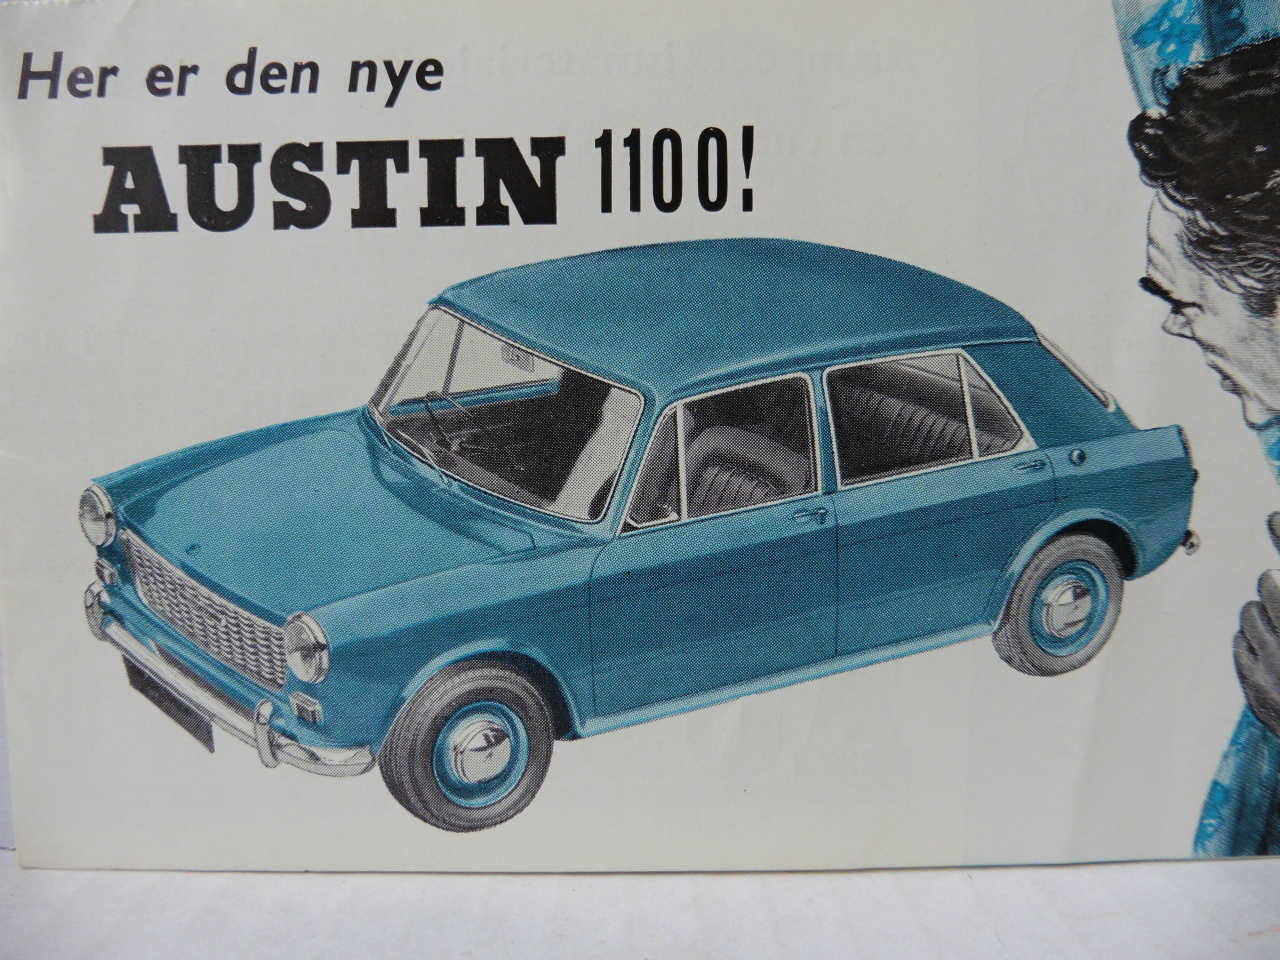 Her er den nye
AUSTIN 1100!